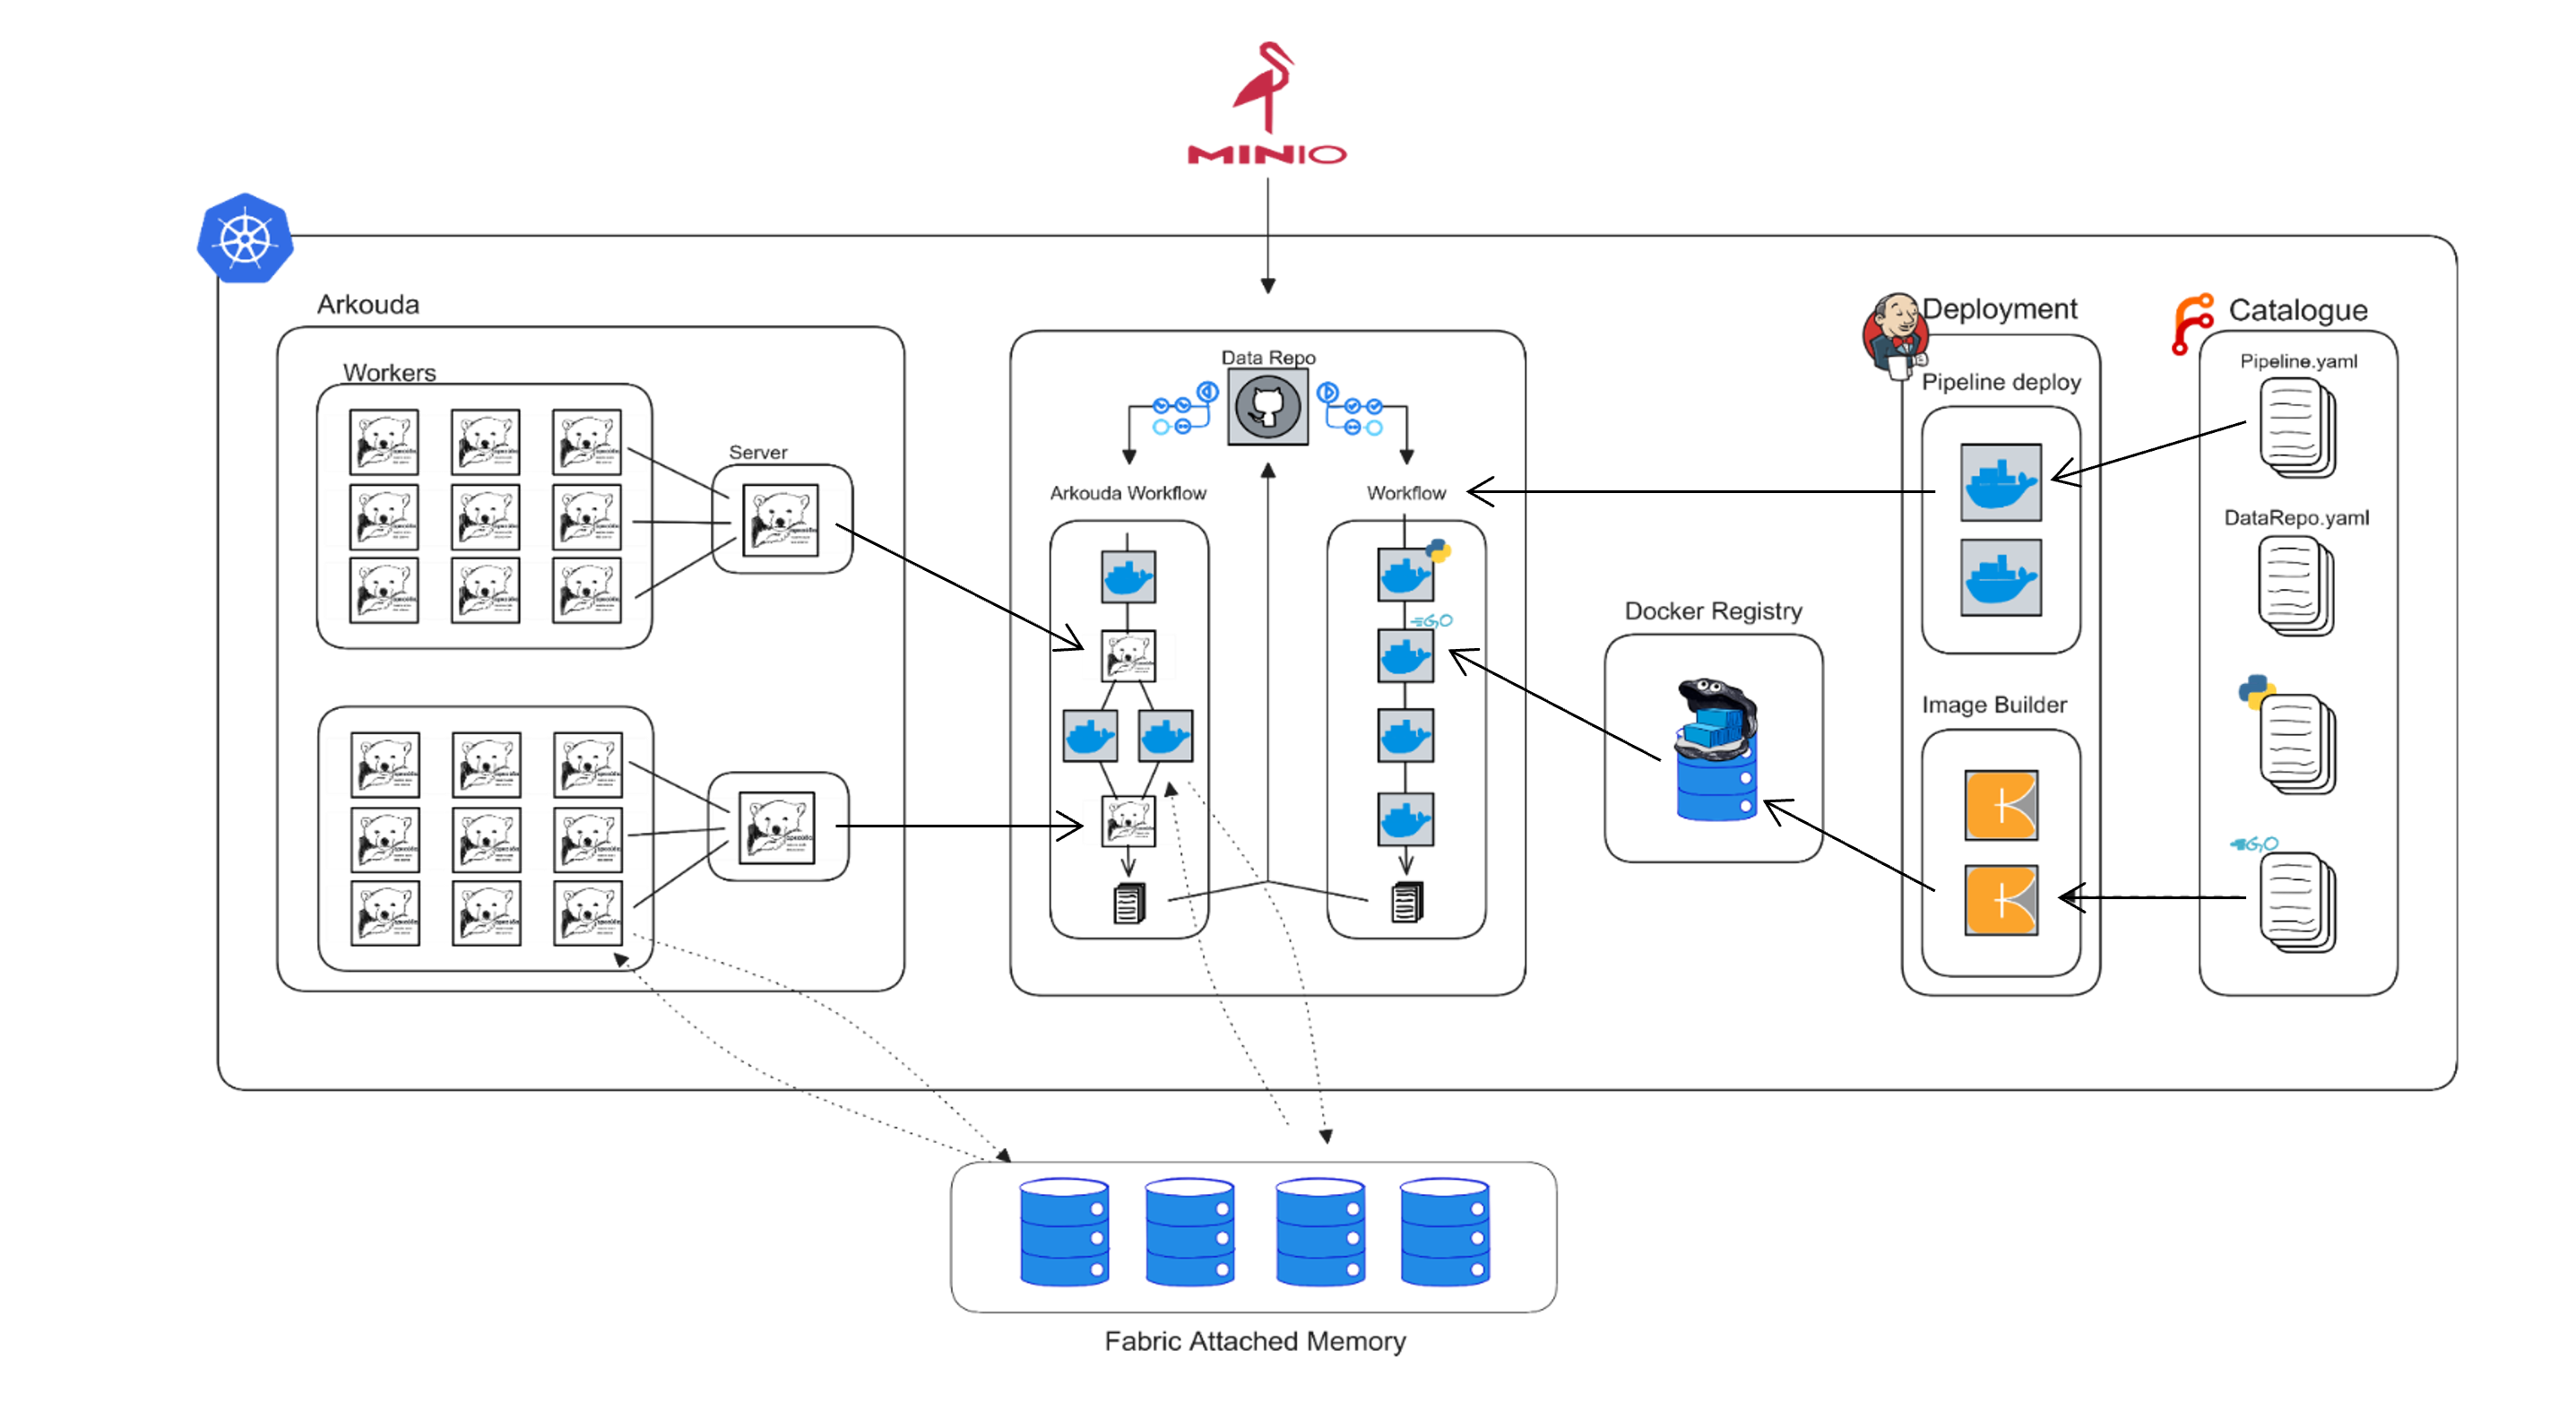 MINIO
Arkouda
Workers
Server
Data Repo
Arkouda Workflow
Workflow
GO
Docker Registry
Deployment
Pipeline deploy
Image Builder
Catalogue
Pipeline.yaml
DataRepo.yaml
GO
Fabric Attached Memory